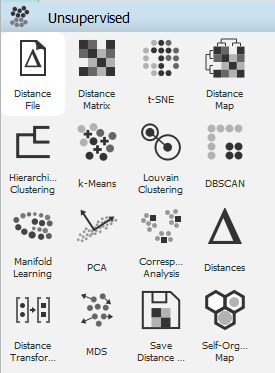 Unsupervised
Distance
File
Distance
Matrix
t-SNE
Distance
Map
Hierarchi...
Clustering
k-Means
Louvain
Clustering
DBSCAN
Manifold
Learning
PCA
Corresp...
Analysis
Distances
Distance
Transfor...
MDS
Save
Distance ...
Self-Org...
Map